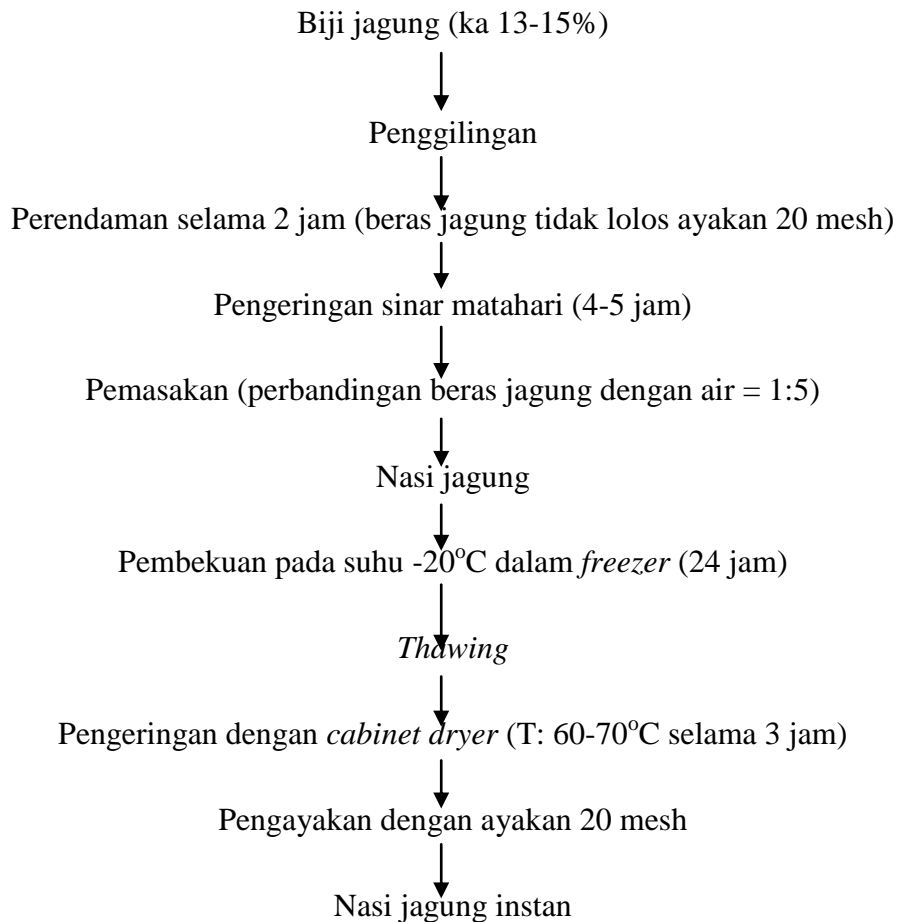 Biji jagung (ka 13-15%)
Penggilingan
Perendaman selama 2 jam (beras jagung tidak lolos ayakan 20 mesh)
Pengeringan sinar matahari (4-5 jam)
Pemasakan (perbandingan beras jagung dengan air = 1:5)
Nasi jagung
Pembekuan pada suhu -20°C dalam freezer (24 jam)
Thawing
Pengeringan dengan cabinet dryer (T: 60-70°C selama 3 jam)
Pengayakan dengan ayakan 20 mesh
Nasi jagung instan